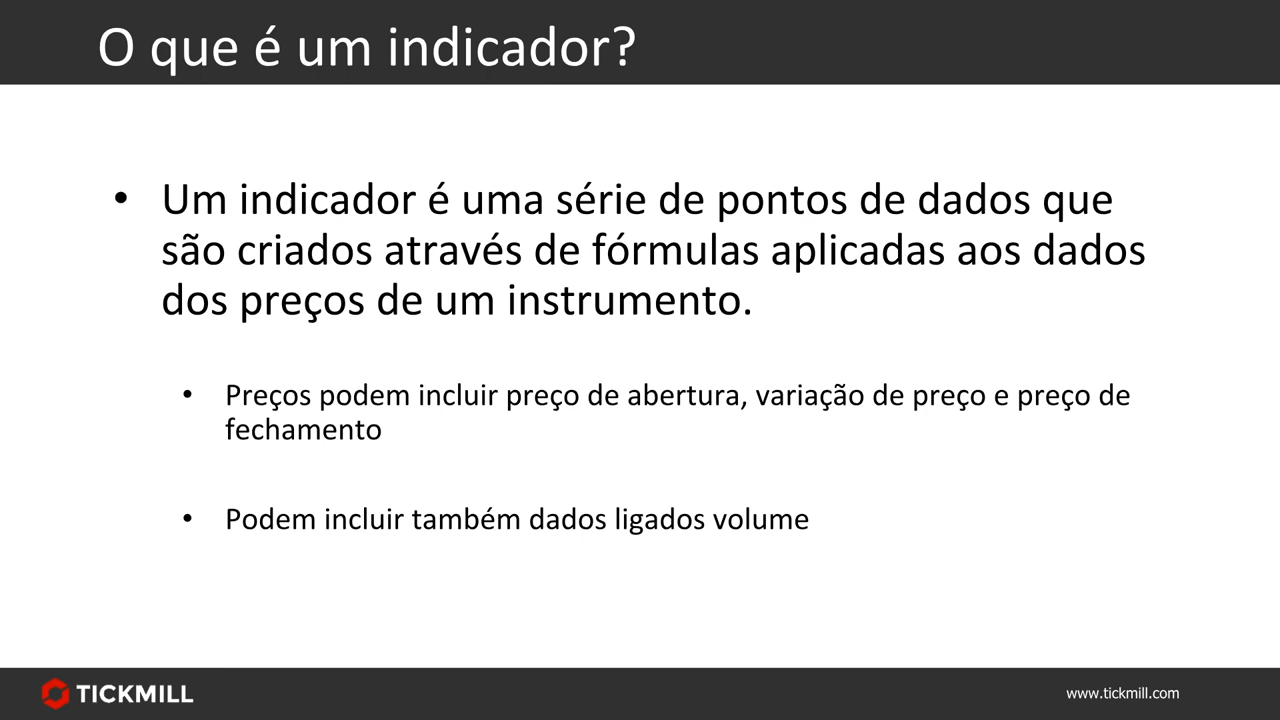 O que é um indicador?
• Um indicador é uma série de pontos de dados que
são criados através de fórmulas aplicadas aos dados
dos preços de um instrumento.
• Preços podem incluir preço de abertura, variação de preço e preço de
fechamento
• Podem incluir também dados ligados volume
TICKMILL
www.tickmill.com